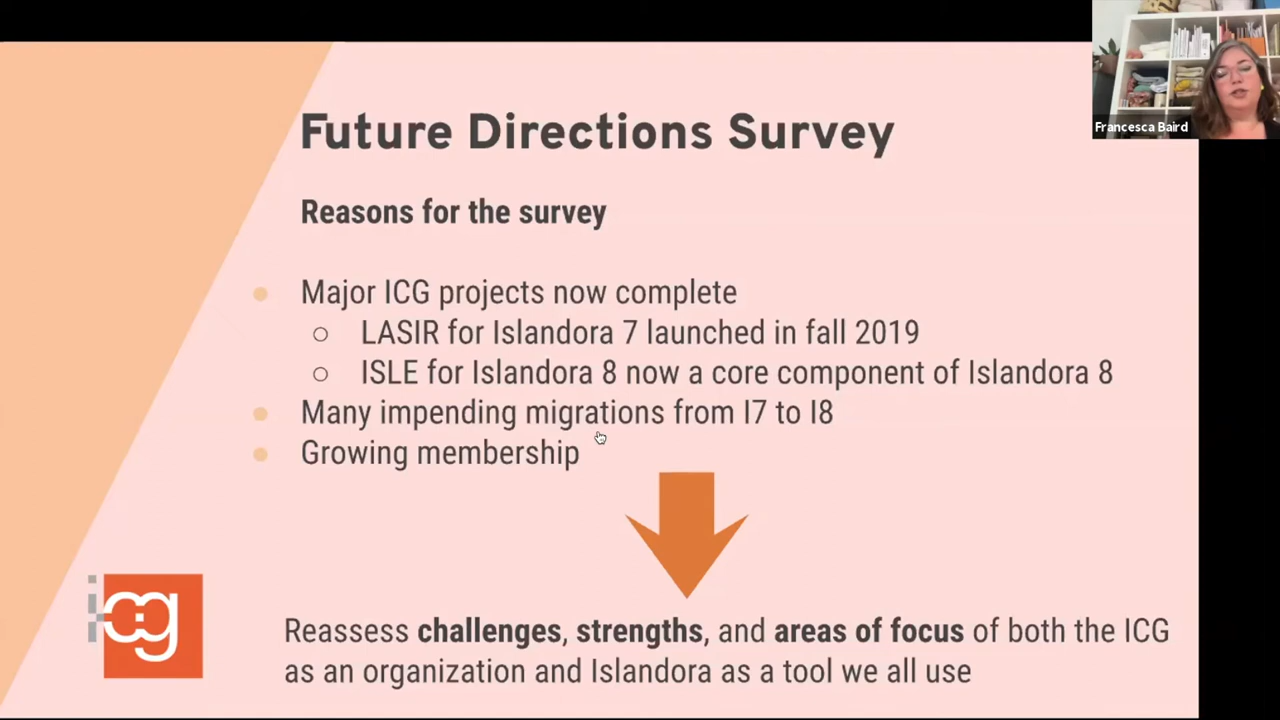 Future Directions Survey
Francesca Baird
Reasons for the survey
Major ICG projects now complete
LASIR for Islandora 7 launched in fall 2019
ISLE for Islandora 8 now a core component of Islandora 8
Many impending migrations from I7 to I8
Growing membership
icg
Reassess challenges, strengths, and areas of focus of both the ICG
as an organization and Islandora as a tool we all use